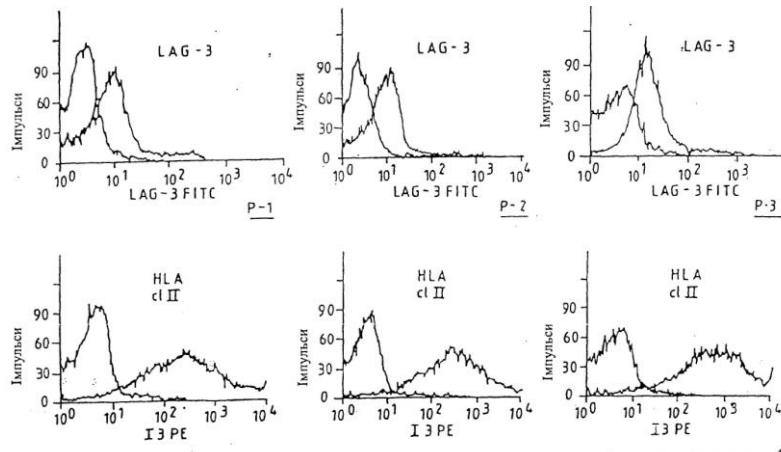 LAG-3
Імпульси
90
60
30
0
10⁰ 10¹ 10² 10³ 10⁴
LAG-3 FITC
P-1
LAG-3
Імпульси
90
60
30
0
10⁰ 10¹ 10² 10³ 10⁴
LAG-3 FITC
P-2
LAG-3
Імпульси
90
60
30
0
10⁰ 10¹ 10² 10³
LAG-3 FITC
P-3
HLA
cl II
Імпульси
90
60
30
0
10⁰ 10¹ 10² 10³ 10⁴
I3 PE
HLA
cl II
Імпульси
90
60
30
0
10⁰ 10¹ 10² 10³ 10⁴
I3 PE
HLA
cl II
Імпульси
90
60
30
0
10⁰ 10¹ 10² 10³ 10⁴
I3 PE